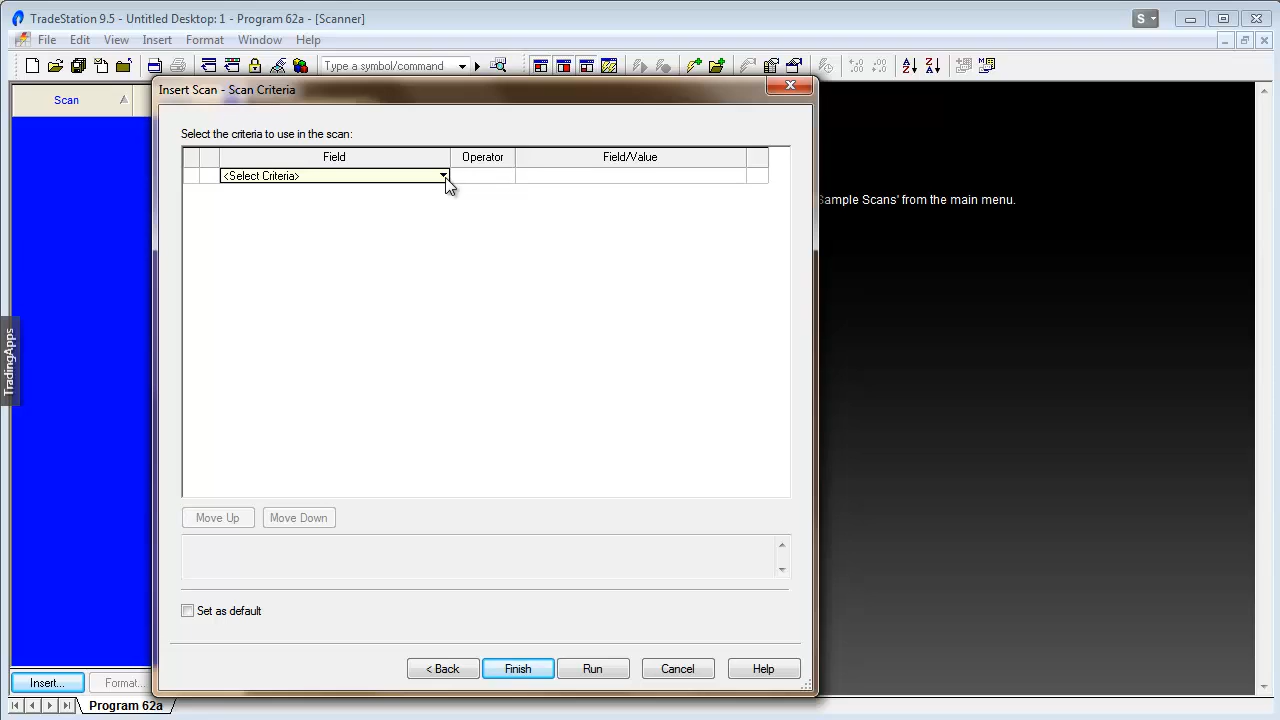 TradeStation 9.5 - Untitled Desktop: 1 - Program 62a - [Scanner]
S
File Edit View Insert Format Window Help
Type a symbol/command
Scan
Insert Scan - Scan Criteria
Select the criteria to use in the scan:
Field Operator Field/Value
<Select Criteria>
Sample Scans' from the main menu.
TradingApps
Move Up Move Down
Set as default
< Back Finish Run Cancel Help
Insert... Format...
Program 62a